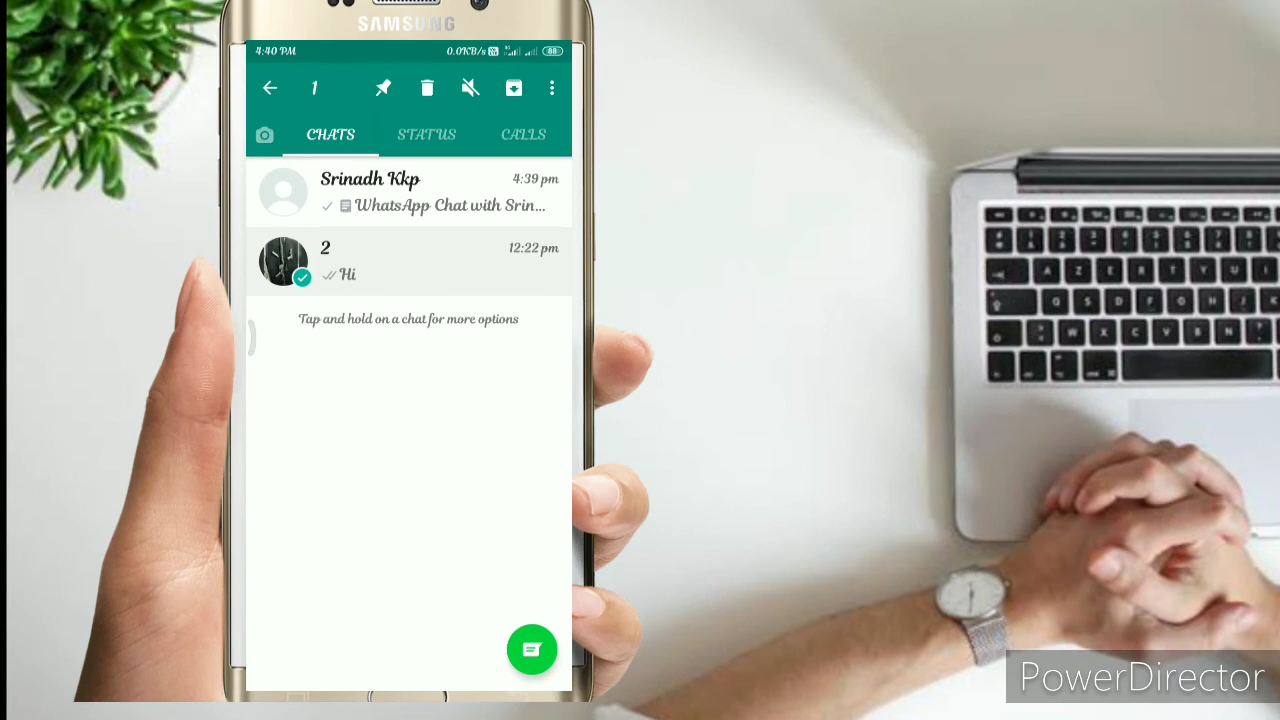 SAMSUNG
4:40 PM 0.0KB/s 88
1
CHATS STATUS CALLS
Srinadh Kkp 4:39 pm
WhatsApp Chat with Srin...
2 12:22 pm
Hi
Tap and hold on a chat for more options
PowerDirector